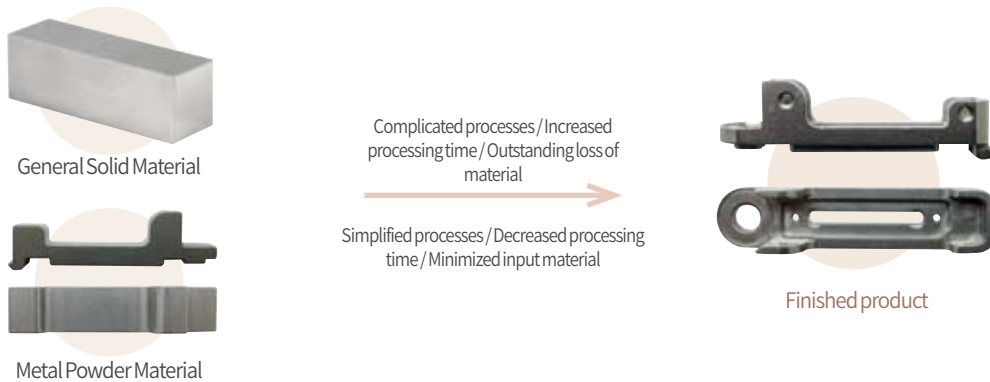 General Solid Material
Complicated processes / Increased
processing time / Outstanding loss of
material
Simplified processes / Decreased processing
time / Minimized input material
Metal Powder Material
Finished product